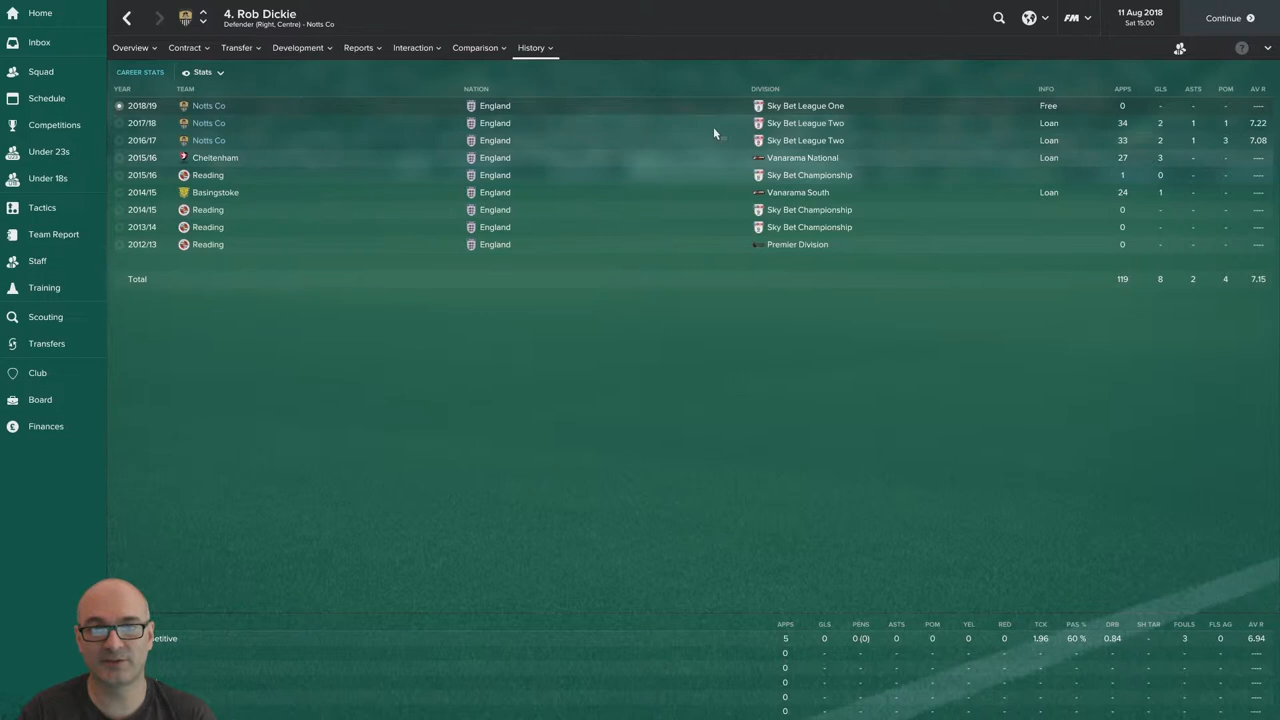 Home
Inbox
Squad
Schedule
Competitions
Under 23s
Under 18s
Tactics
Team Report
Staff
Training
Scouting
Transfers
Club
Board
Finances
4. Rob Dickie
Defender (Right, Centre) - Notts Co
FM
11 Aug 2018
Sat 15:00
Continue
Overview Contract Transfer Development Reports Interaction Comparison History
CAREER STATS Stats
YEAR TEAM NATION DIVISION INFO APPS GLS ASTS POM AV R
2018/19 Notts Co England Sky Bet League One Free 0 - - - ----
2017/18 Notts Co England Sky Bet League Two Loan 34 2 1 1 7.22
2016/17 Notts Co England Sky Bet League Two Loan 33 2 1 3 7.08
2015/16 Cheltenham England Vanarama National Loan 27 3 - - ----
2015/16 Reading England Sky Bet Championship 1 0 - - ----
2014/15 Basingstoke England Vanarama South Loan 24 1 - - ----
2014/15 Reading England Sky Bet Championship 0 - - - ----
2013/14 Reading England Sky Bet Championship 0 - - - ----
2012/13 Reading England Premier Division 0 - - - ----
Total 119 8 2 4 7.15
APPS GLS PENS ASTS POM YEL RED TCK PAS % DRB SH TAR FOULS FLS AG AV R
etitive 5 0 0 (0) 0 0 0 0 1.96 60 % 0.84 - 3 0 6.94
0 - - - - - - - - - - - - -
0 - - - - - - - - - - - - -
0 - - - - - - - - - - - - -
0 - - - - - - - - - - - - -
0 - - - - - - - - - - - - -